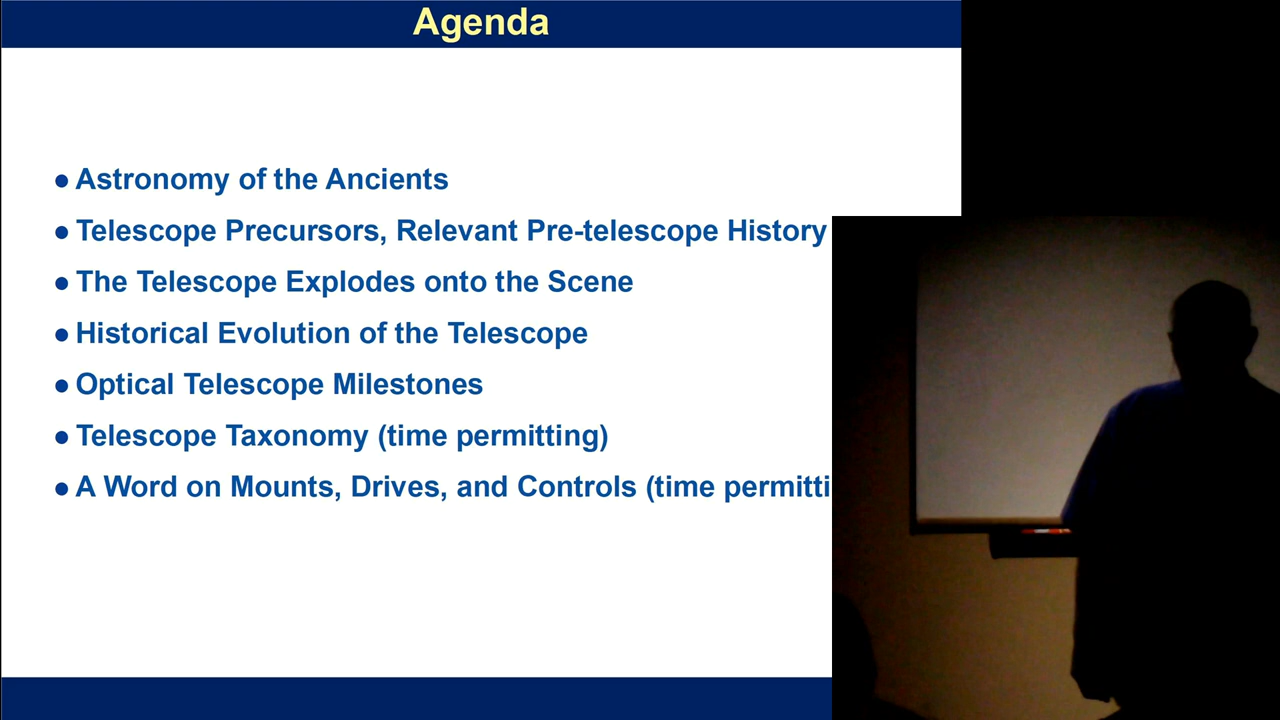 Agenda
● Astronomy of the Ancients
● Telescope Precursors, Relevant Pre-telescope History
● The Telescope Explodes onto the Scene
● Historical Evolution of the Telescope
● Optical Telescope Milestones
● Telescope Taxonomy (time permitting)
● A Word on Mounts, Drives, and Controls (time permitti